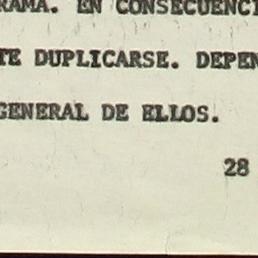 RAMA. EN CONSECUENCI
TE DUPLICARSE. DEPEN
GENERAL DE ELLOS.
28